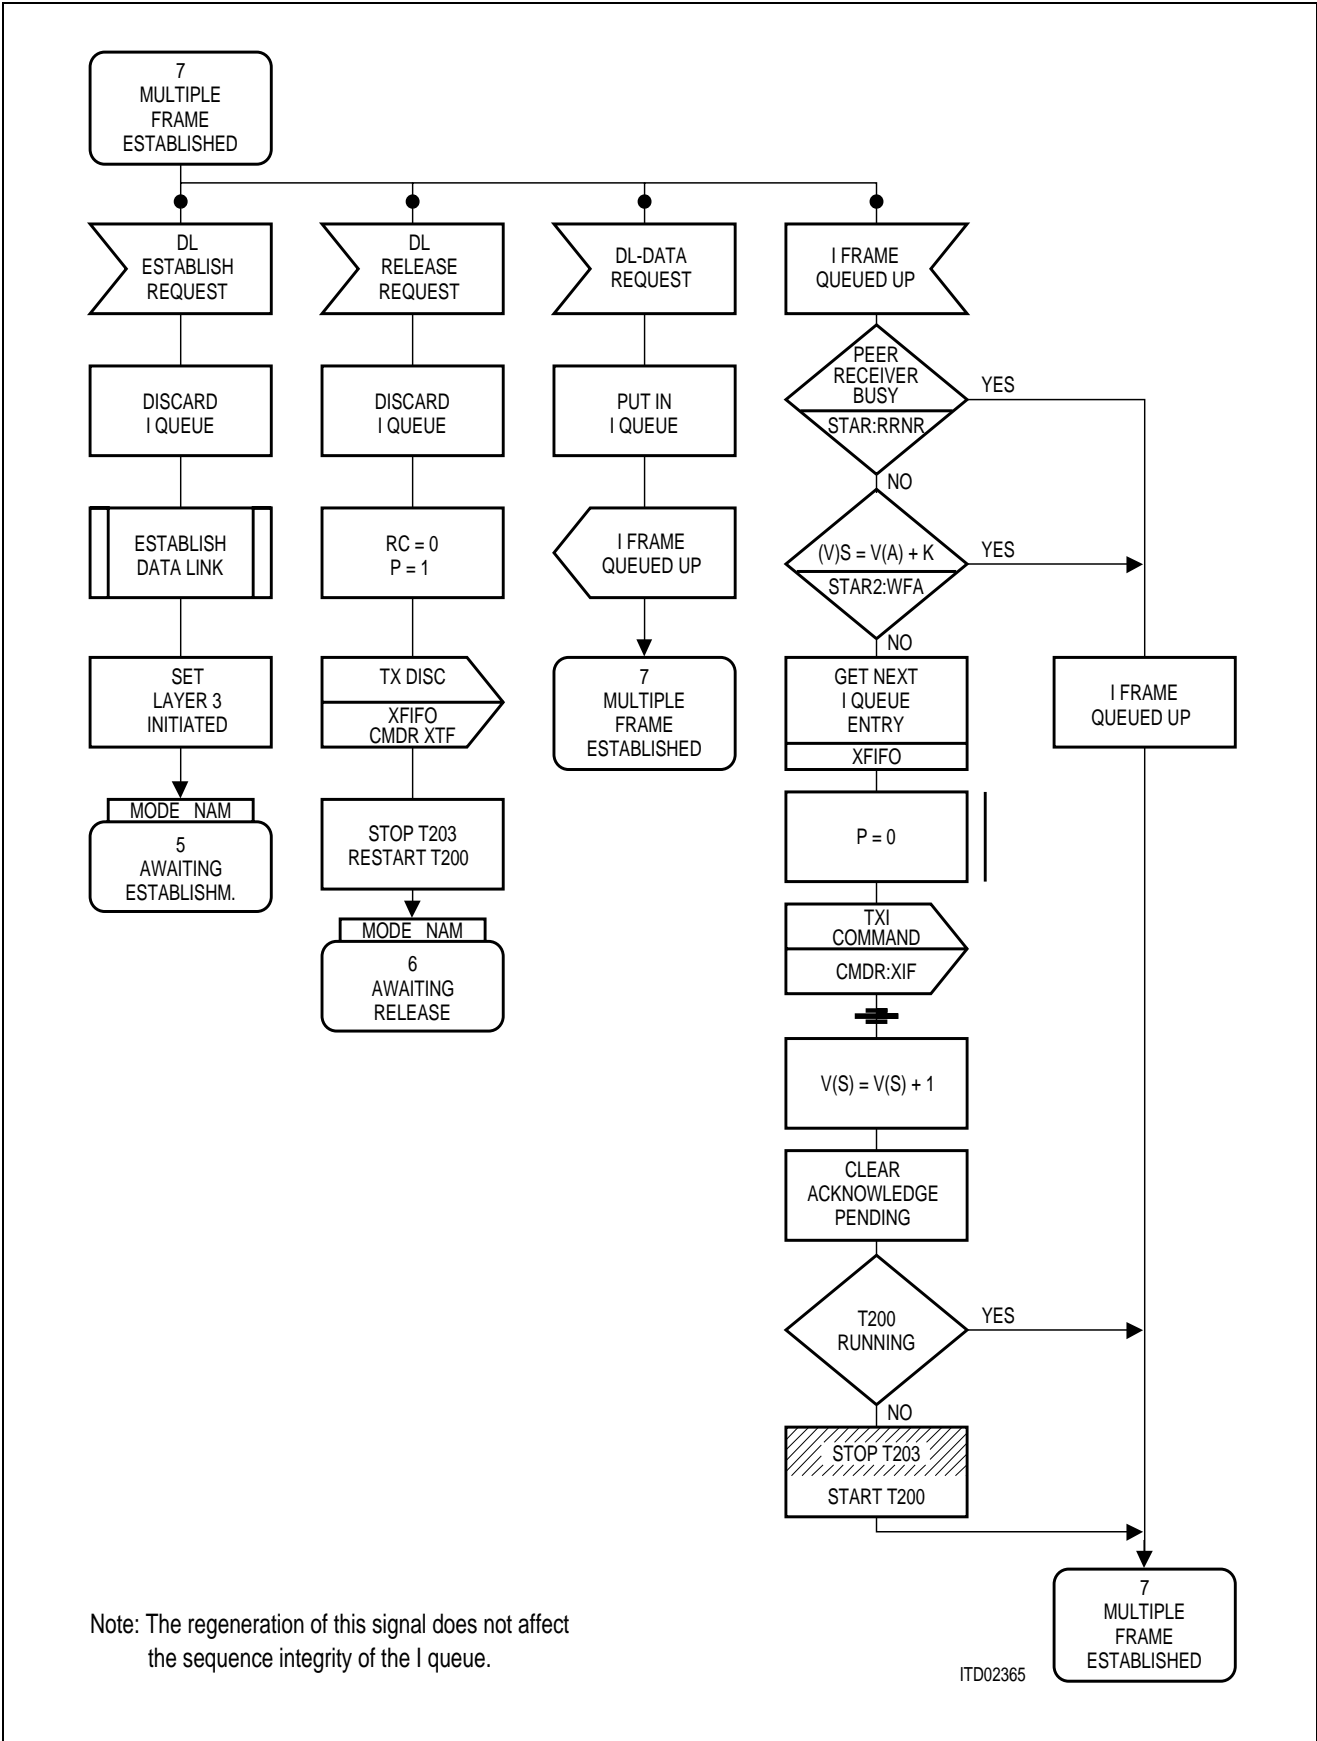 7
MULTIPLE
FRAME
ESTABLISHED
DL
ESTABLISH
REQUEST
DISCARD
I QUEUE
ESTABLISH
DATA LINK
SET
LAYER 3
INITIATED
MODE NAM
5
AWAITING
ESTABLISHM.
DL
RELEASE
REQUEST
DISCARD
I QUEUE
RC = 0
P = 1
TX DISC
XFIFO
CMDR XTF
STOP T203
RESTART T200
MODE NAM
6
AWAITING
RELEASE
DL-DATA
REQUEST
PUT IN
I QUEUE
I FRAME
QUEUED UP
7
MULTIPLE
FRAME
ESTABLISHED
I FRAME
QUEUED UP
PEER
RECEIVER
BUSY
STAR:RRNR
YES
NO
(V)S = V(A) + K
STAR2:WFA
YES
NO
GET NEXT
I QUEUE
ENTRY
XFIFO
I FRAME
QUEUED UP
P = 0
TXI
COMMAND
CMDR:XIF
V(S) = V(S) + 1
CLEAR
ACKNOWLEDGE
PENDING
T200
RUNNING
YES
NO
STOP T203
START T200
7
MULTIPLE
FRAME
ESTABLISHED
Note: The regeneration of this signal does not affect
the sequence integrity of the I queue.
ITD02365